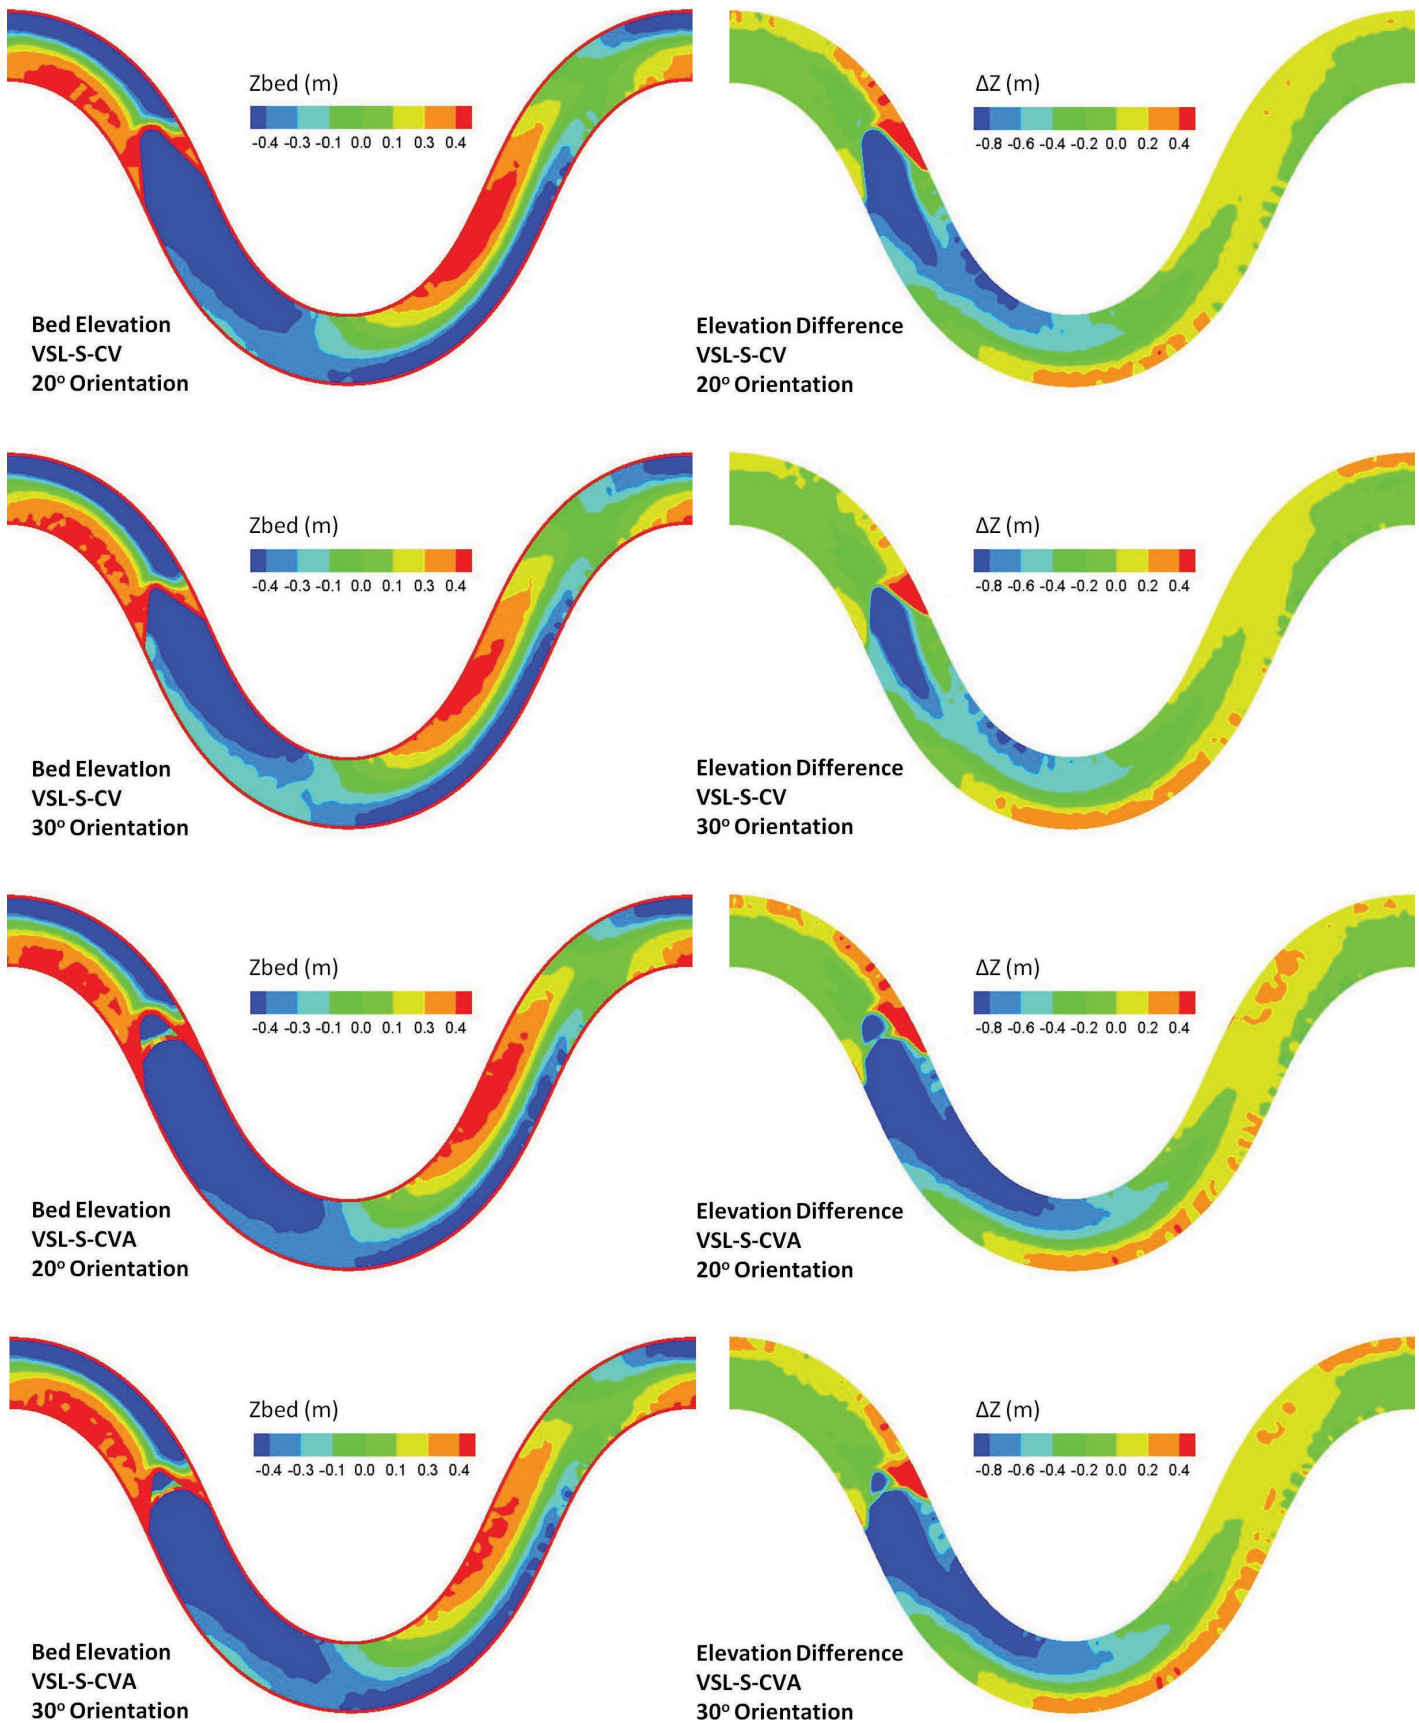 Zbed (m)
-0.4 -0.3 -0.1 0.0 0.1 0.3 0.4
Bed Elevation
VSL-S-CV
20° Orientation
ΔZ (m)
-0.8 -0.6 -0.4 -0.2 0.0 0.2 0.4
Elevation Difference
VSL-S-CV
20° Orientation
Zbed (m)
-0.4 -0.3 -0.1 0.0 0.1 0.3 0.4
Bed Elevation
VSL-S-CV
30° Orientation
ΔZ (m)
-0.8 -0.6 -0.4 -0.2 0.0 0.2 0.4
Elevation Difference
VSL-S-CV
30° Orientation
Zbed (m)
-0.4 -0.3 -0.1 0.0 0.1 0.3 0.4
Bed Elevation
VSL-S-CVA
20° Orientation
ΔZ (m)
-0.8 -0.6 -0.4 -0.2 0.0 0.2 0.4
Elevation Difference
VSL-S-CVA
20° Orientation
Zbed (m)
-0.4 -0.3 -0.1 0.0 0.1 0.3 0.4
Bed Elevation
VSL-S-CVA
30° Orientation
ΔZ (m)
-0.8 -0.6 -0.4 -0.2 0.0 0.2 0.4
Elevation Difference
VSL-S-CVA
30° Orientation